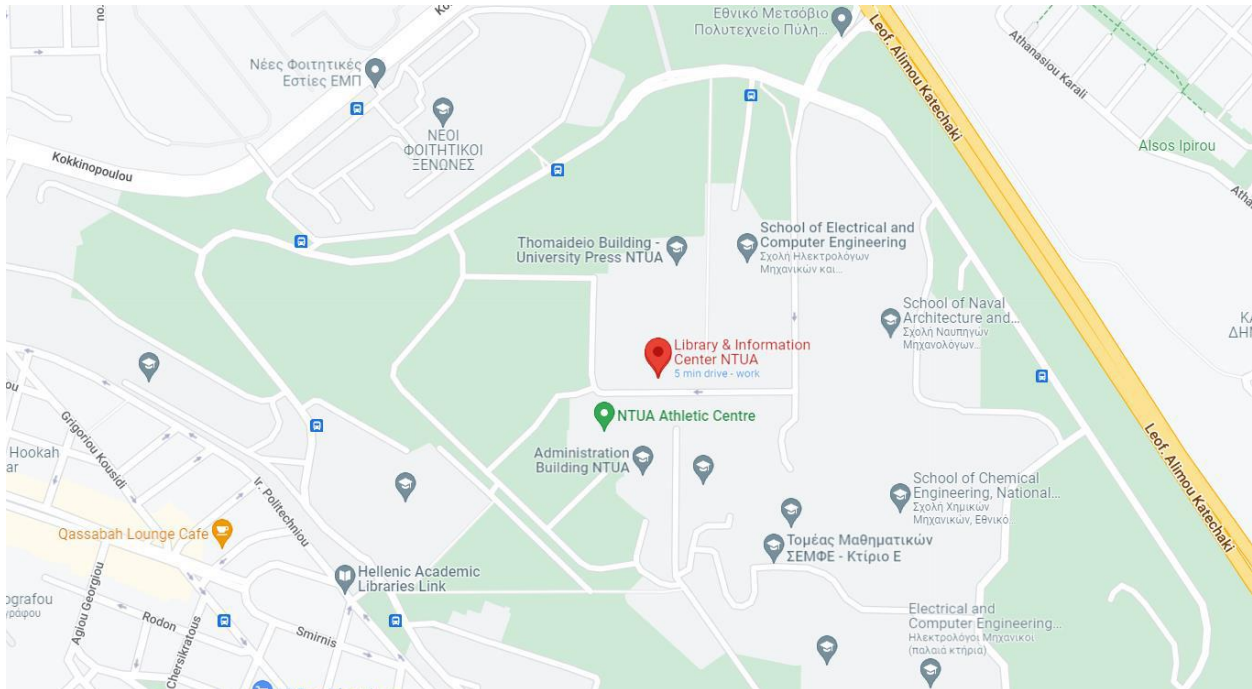 Εθνικό Μετσόβιο
Πολυτεχνείο Πύλη...
Leof. Alimou Katechaki
Athanasiou Karali
Νέες Φοιτητικές
Εστίες ΕΜΠ
ΝΕΟΙ
ΦΟΙΤΗΤΙΚΟΙ
ΞΕΝΩΝΕΣ
Kokkinopoulou
Alsos Ipirou
Thomaideio Building -
University Press NTUA
School of Electrical and
Computer Engineering
Σχολή Ηλεκτρολόγων
Μηχανικών και...
School of Naval
Architecture and...
Σχολή Ναυπηγών
Μηχανολόγων...
Library & Information
Center NTUA
5 min drive - work
NTUA Athletic Centre
Administration
Building NTUA
Grigoriou Kousidi
Ir. Politechniou
Hookah
Leof. Alimou Katechaki
School of Chemical
Engineering, National...
Σχολή Χημικών
Μηχανικών, Εθνικό
Qassabah Lounge Cafe
Τομέας Μαθηματικών
ΣΕΜΦΕ - Κτίριο Ε
Hellenic Academic
Libraries Link
Agiou Georgiou
Rodon
Smirnis
Chersikratous
Electrical and
Computer Engineering...
Ηλεκτρολόγοι Μηχανικοί
(παλαιά κτήρια)